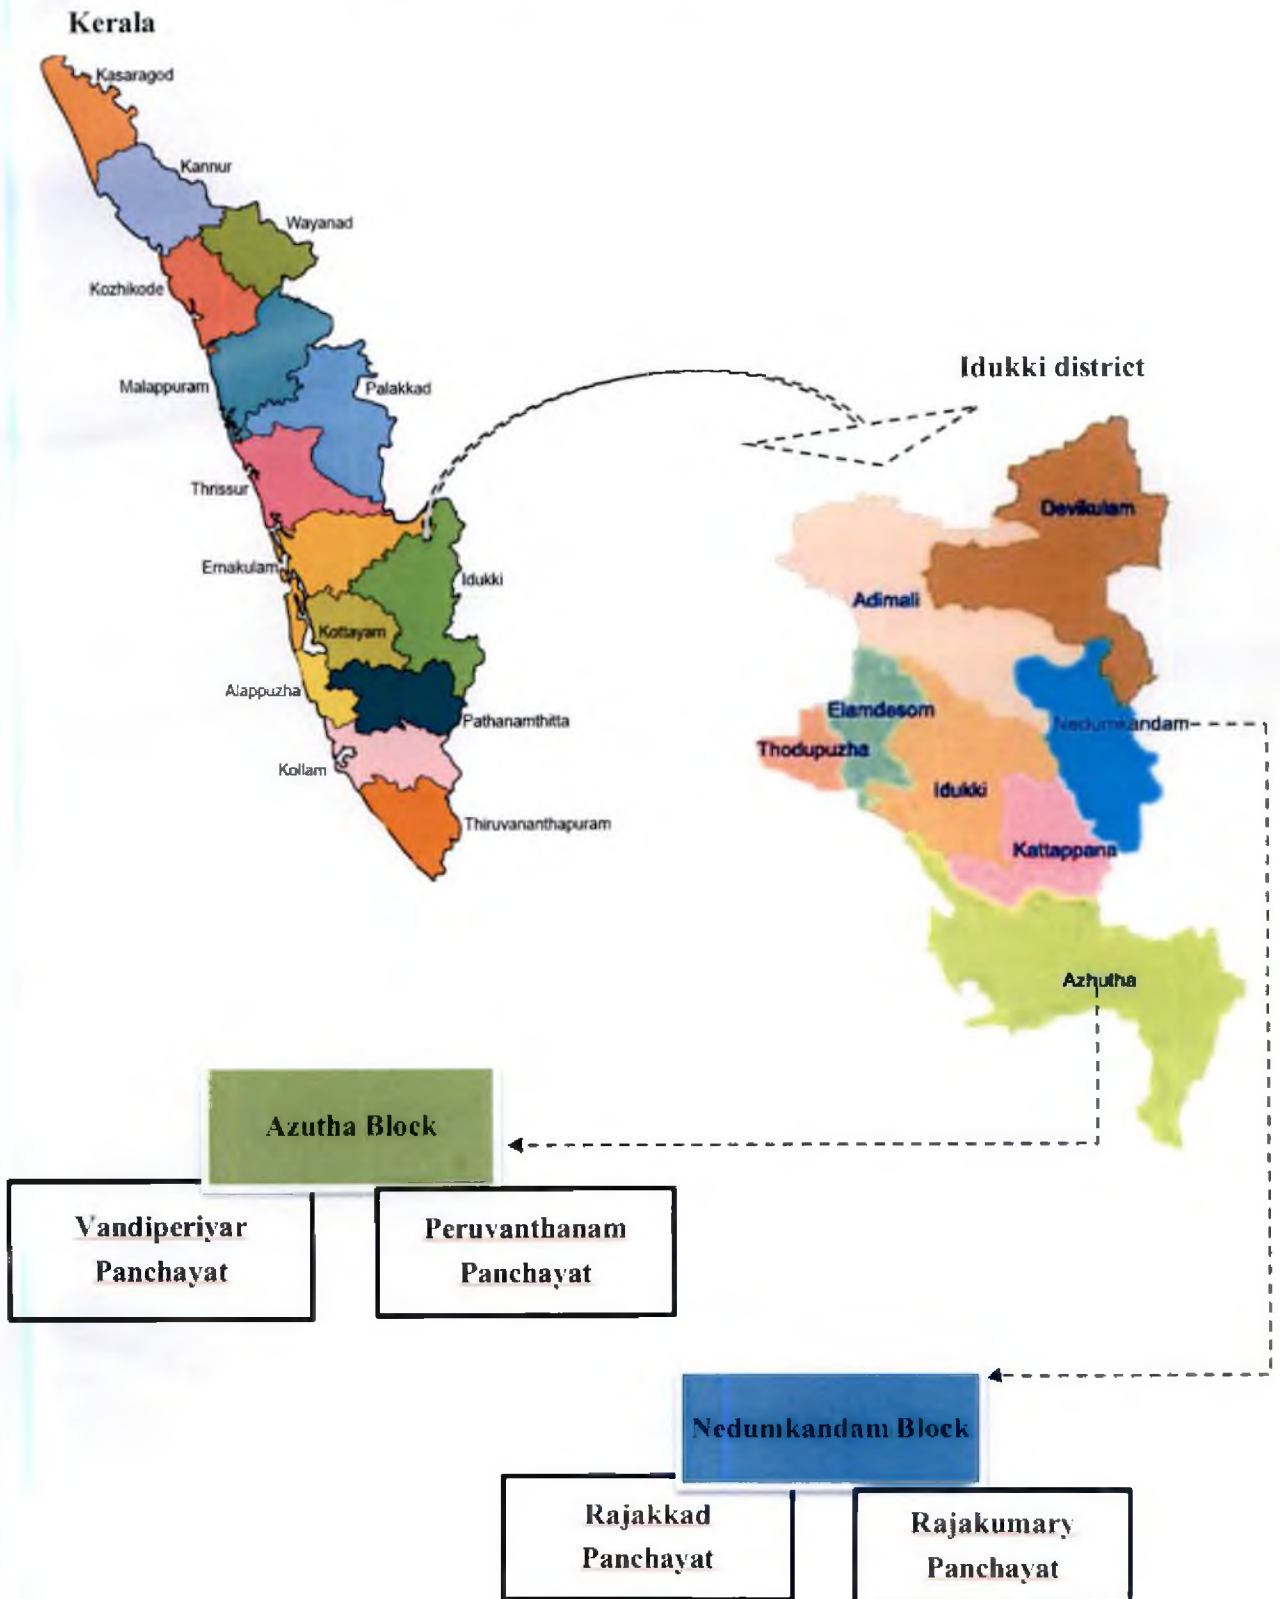 Kerala
Kasaragod
Kannur
Wayanad
Kozhikode
Malappuram
Palakkad
Thrissur
Ernakulam
Idukki
Kottayam
Alappuzha
Pathanamthitta
Kollam
Thiruvananthapuram
Idukki district
Devikulam
Adimali
Elamdesom
Nedumkandam
Thodupuzha
Idukki
Kattappana
Azhutha
Azutha Block
Vandiperiyar
Panchayat
Peruvanthanam
Panchayat
Nedumkandam Block
Rajakkad
Panchayat
Rajakumary
Panchayat